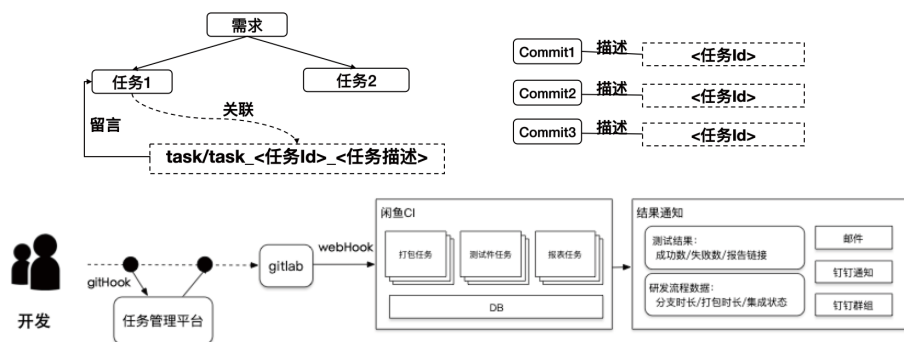 需求
任务1
任务2
关联
留言
task/task_<任务Id>_<任务描述>
Commit1
描述
<任务Id>
Commit2
描述
<任务Id>
Commit3
描述
<任务Id>
开发
gitHook
任务管理平台
gitlab
webHook
闲鱼CI
打包任务
测试件任务
报表任务
DB
结果通知
测试结果：
成功数/失败数/报告链接
研发流程数据：
分支时长/打包时长/集成状态
邮件
钉钉通知
钉钉群组